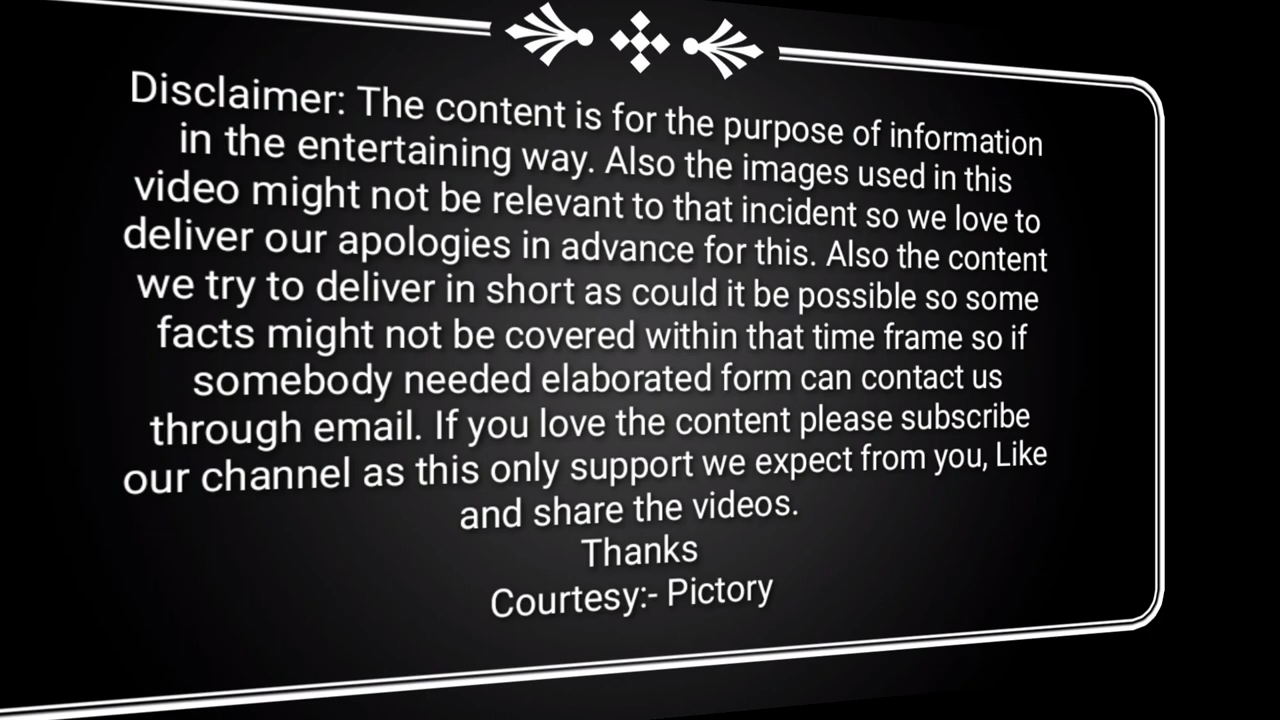 Disclaimer: The content is for the purpose of information
in the entertaining way. Also the images used in this
video might not be relevant to that incident so we love to
deliver our apologies in advance for this. Also the content
we try to deliver in short as could it be possible so some
facts might not be covered within that time frame so if
somebody needed elaborated form can contact us
through email. If you love the content please subscribe
our channel as this only support we expect from you, Like
and share the videos.
Thanks
Courtesy:- Pictory